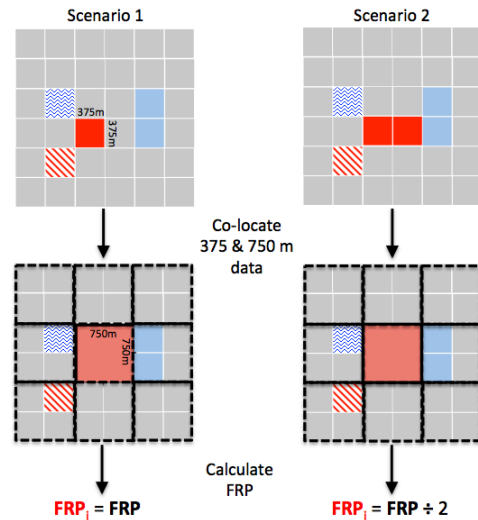 Scenario 1
Scenario 2
375m
375m
Co-locate
375 & 750 m
data
750m
750m
Calculate
FRP
FRPi = FRP
FRPi = FRP ÷ 2